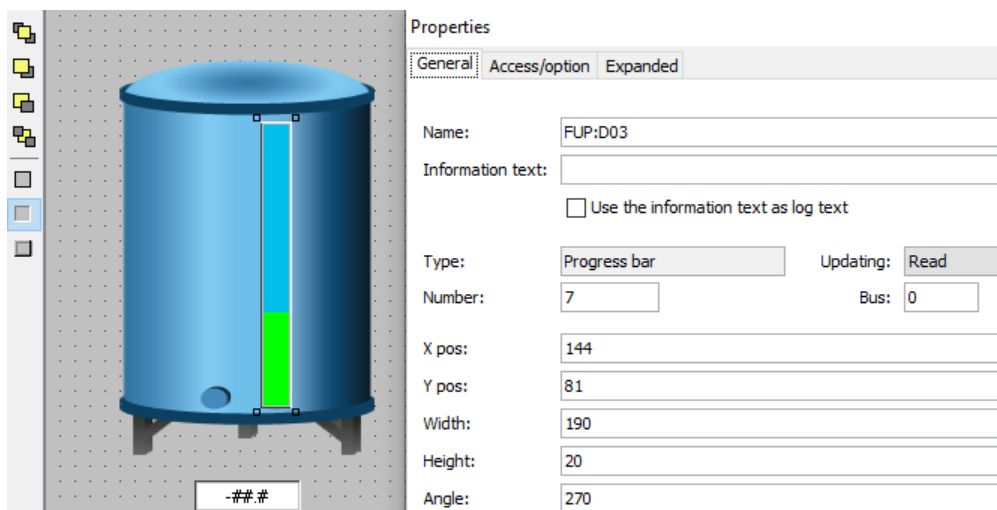 Properties
General Access/option Expanded
Name: FUP:D03
Information text:
Use the information text as log text
Type: Progress bar Updating: Read
Number: 7 Bus: 0
X pos: 144
Y pos: 81
Width: 190
Height: 20
Angle: 270
-##.#